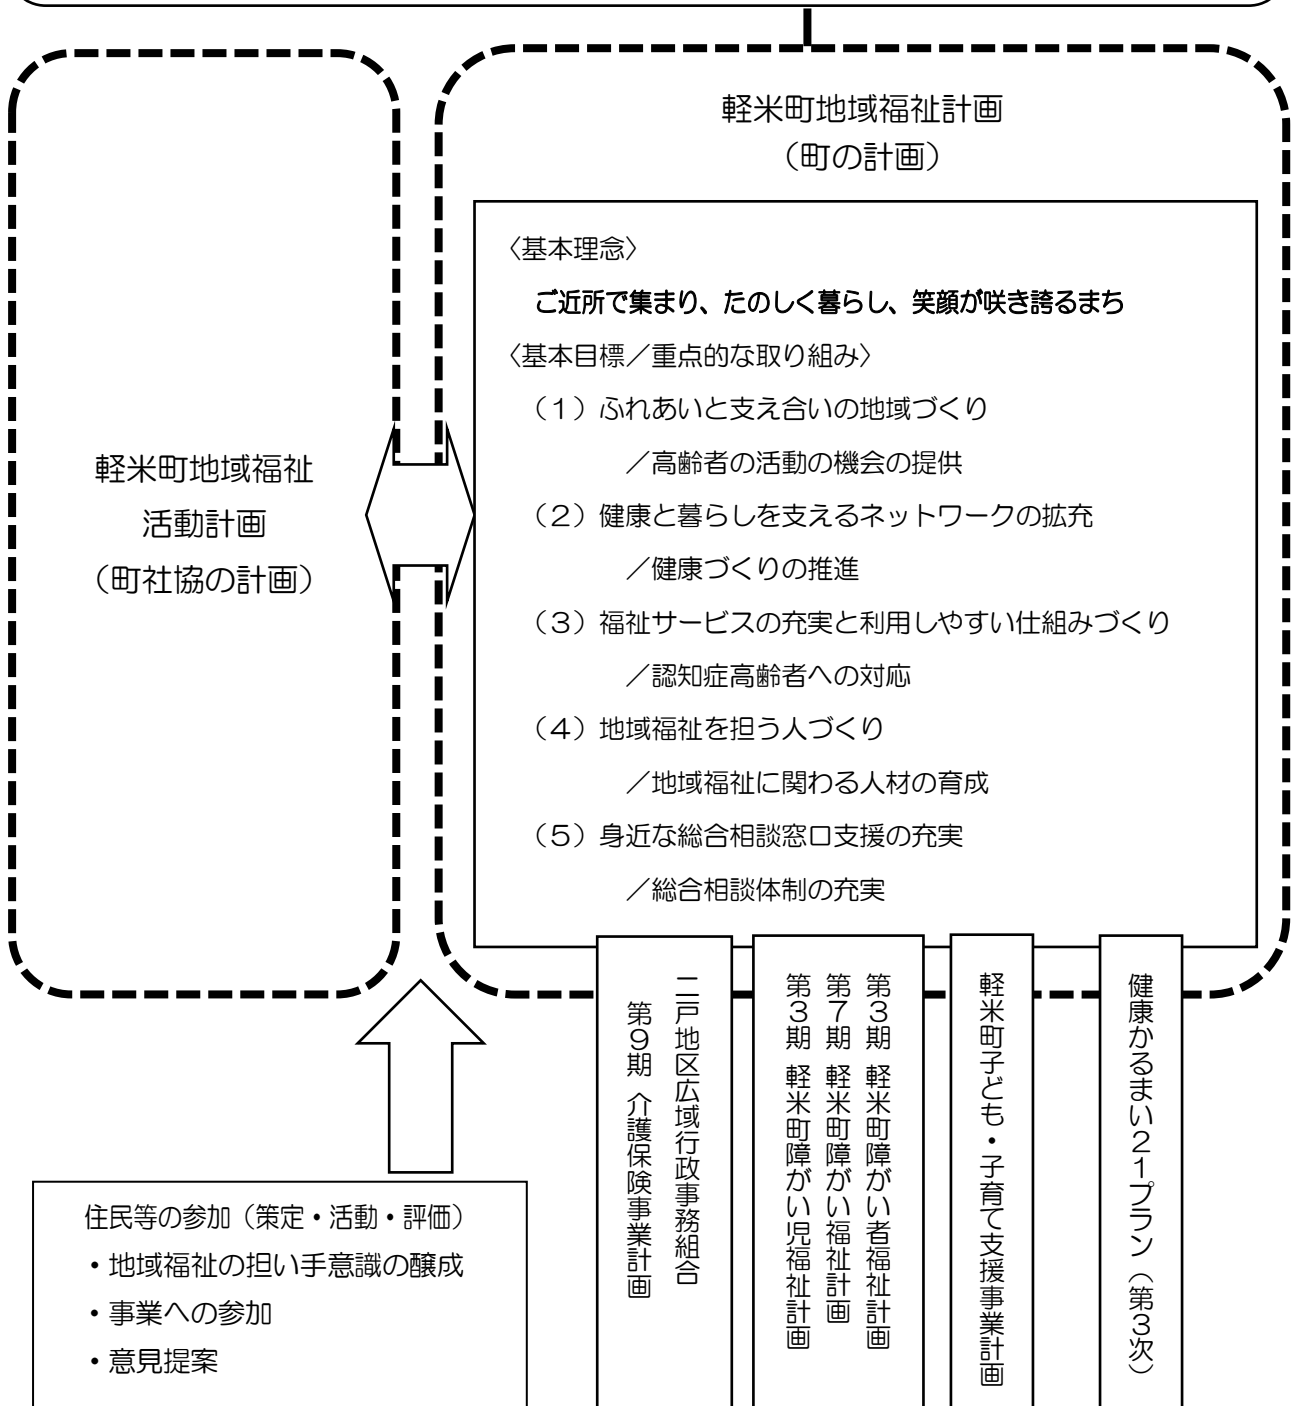 軽米町地域福祉計画
（町の計画）
〈基本理念〉
ご近所で集まり、たのしく暮らし、笑顔が咲き誇るまち
〈基本目標／重点的な取り組み〉
（１）ふれあいと支え合いの地域づくり
／高齢者の活動の機会の提供
（２）健康と暮らしを支えるネットワークの拡充
／健康づくりの推進
（３）福祉サービスの充実と利用しやすい仕組みづくり
／認知症高齢者への対応
（４）地域福祉を担う人づくり
／地域福祉に関わる人材の育成
（５）身近な総合相談窓口支援の充実
／総合相談体制の充実
軽米町地域福祉
活動計画
（町社協の計画）
二戸地区広域行政事務組合
第９期 介護保険事業計画
第３期 軽米町障がい者福祉計画
第７期 軽米町障がい福祉計画
第３期 軽米町障がい児福祉計画
軽米町子ども・子育て支援事業計画
健康かるまい２１プラン（第３次）
住民等の参加（策定・活動・評価）
・地域福祉の担い手意識の醸成
・事業への参加
・意見提案